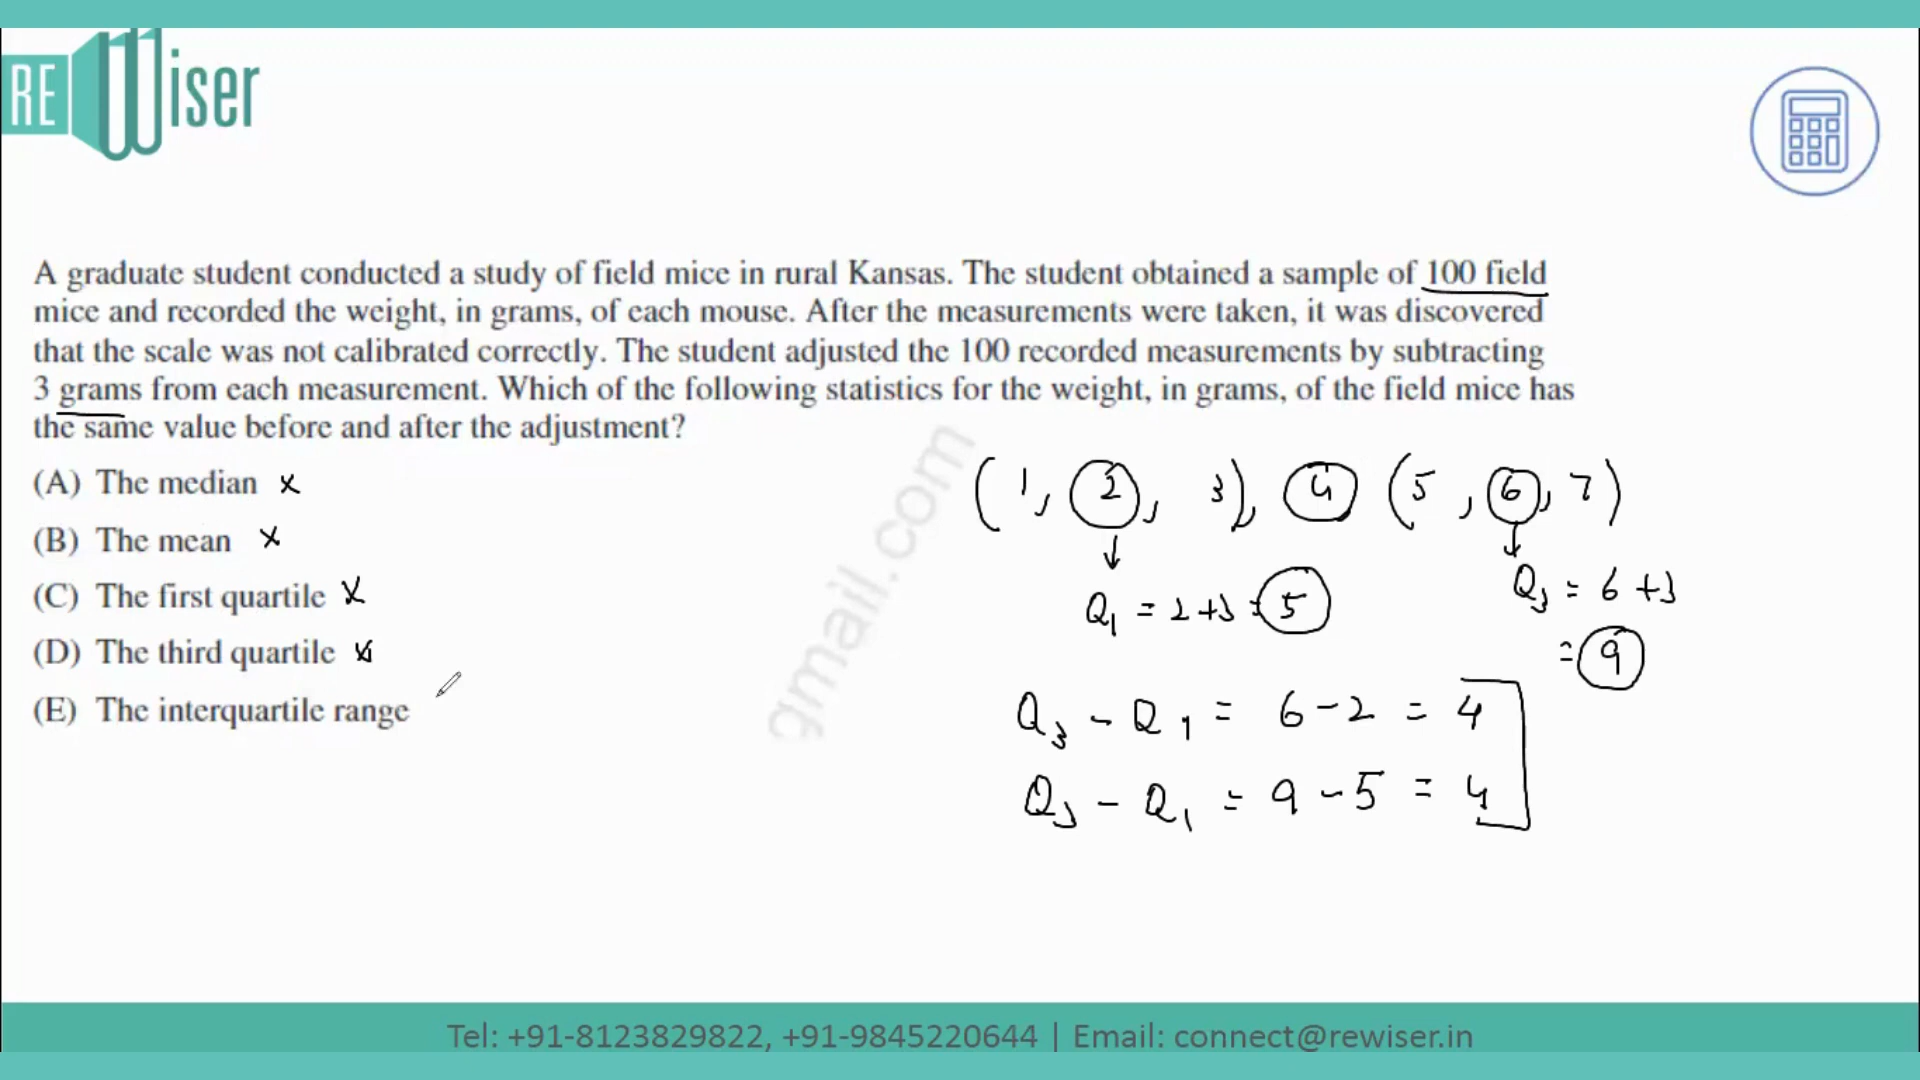 REWiser
A graduate student conducted a study of field mice in rural Kansas. The student obtained a sample of 100 field
mice and recorded the weight, in grams, of each mouse. After the measurements were taken, it was discovered
that the scale was not calibrated correctly. The student adjusted the 100 recorded measurements by subtracting
3 grams from each measurement. Which of the following statistics for the weight, in grams, of the field mice has
the same value before and after the adjustment?
(A) The median x
(B) The mean x
(C) The first quartile x
(D) The third quartile x
(E) The interquartile range
gmail.com
(1, 2, 3), 4 (5, 6, 7)
Q1 = 2+3 = 5
Q3 = 6+3
= 9
Q3 - Q1 = 6-2 = 4
Q3 - Q1 = 9-5 = 4
Tel: +91-8123829822, +91-9845220644 | Email: connect@rewiser.in